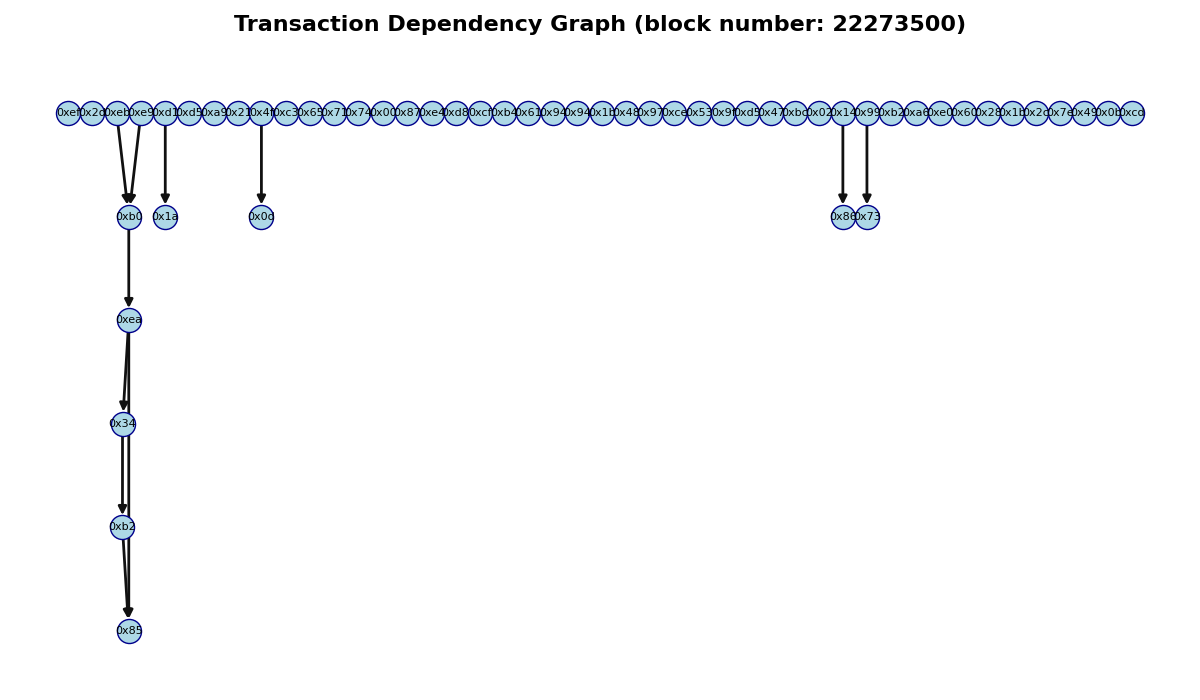 Transaction Dependency Graph (block number: 22273500)
0xef 0x2c 0xeb 0xe9 0xd1 0xd5 0xa9 0x21 0x4f 0xc3 0x65 0x71 0x74 0x00 0x87 0xe4 0xd8 0xcf 0xb4 0x61 0x94 0x94 0x1b 0x48 0x97 0xce 0x53 0x9f 0xd5 0x47 0xbc 0x02 0x14 0x99 0xb2 0xa6 0xe0 0x60 0x28 0x1b 0x2c 0x7e 0x49 0x0b
0xb0 0x1a 0x86 0x73
0xea
0x34
0xb2
0x85